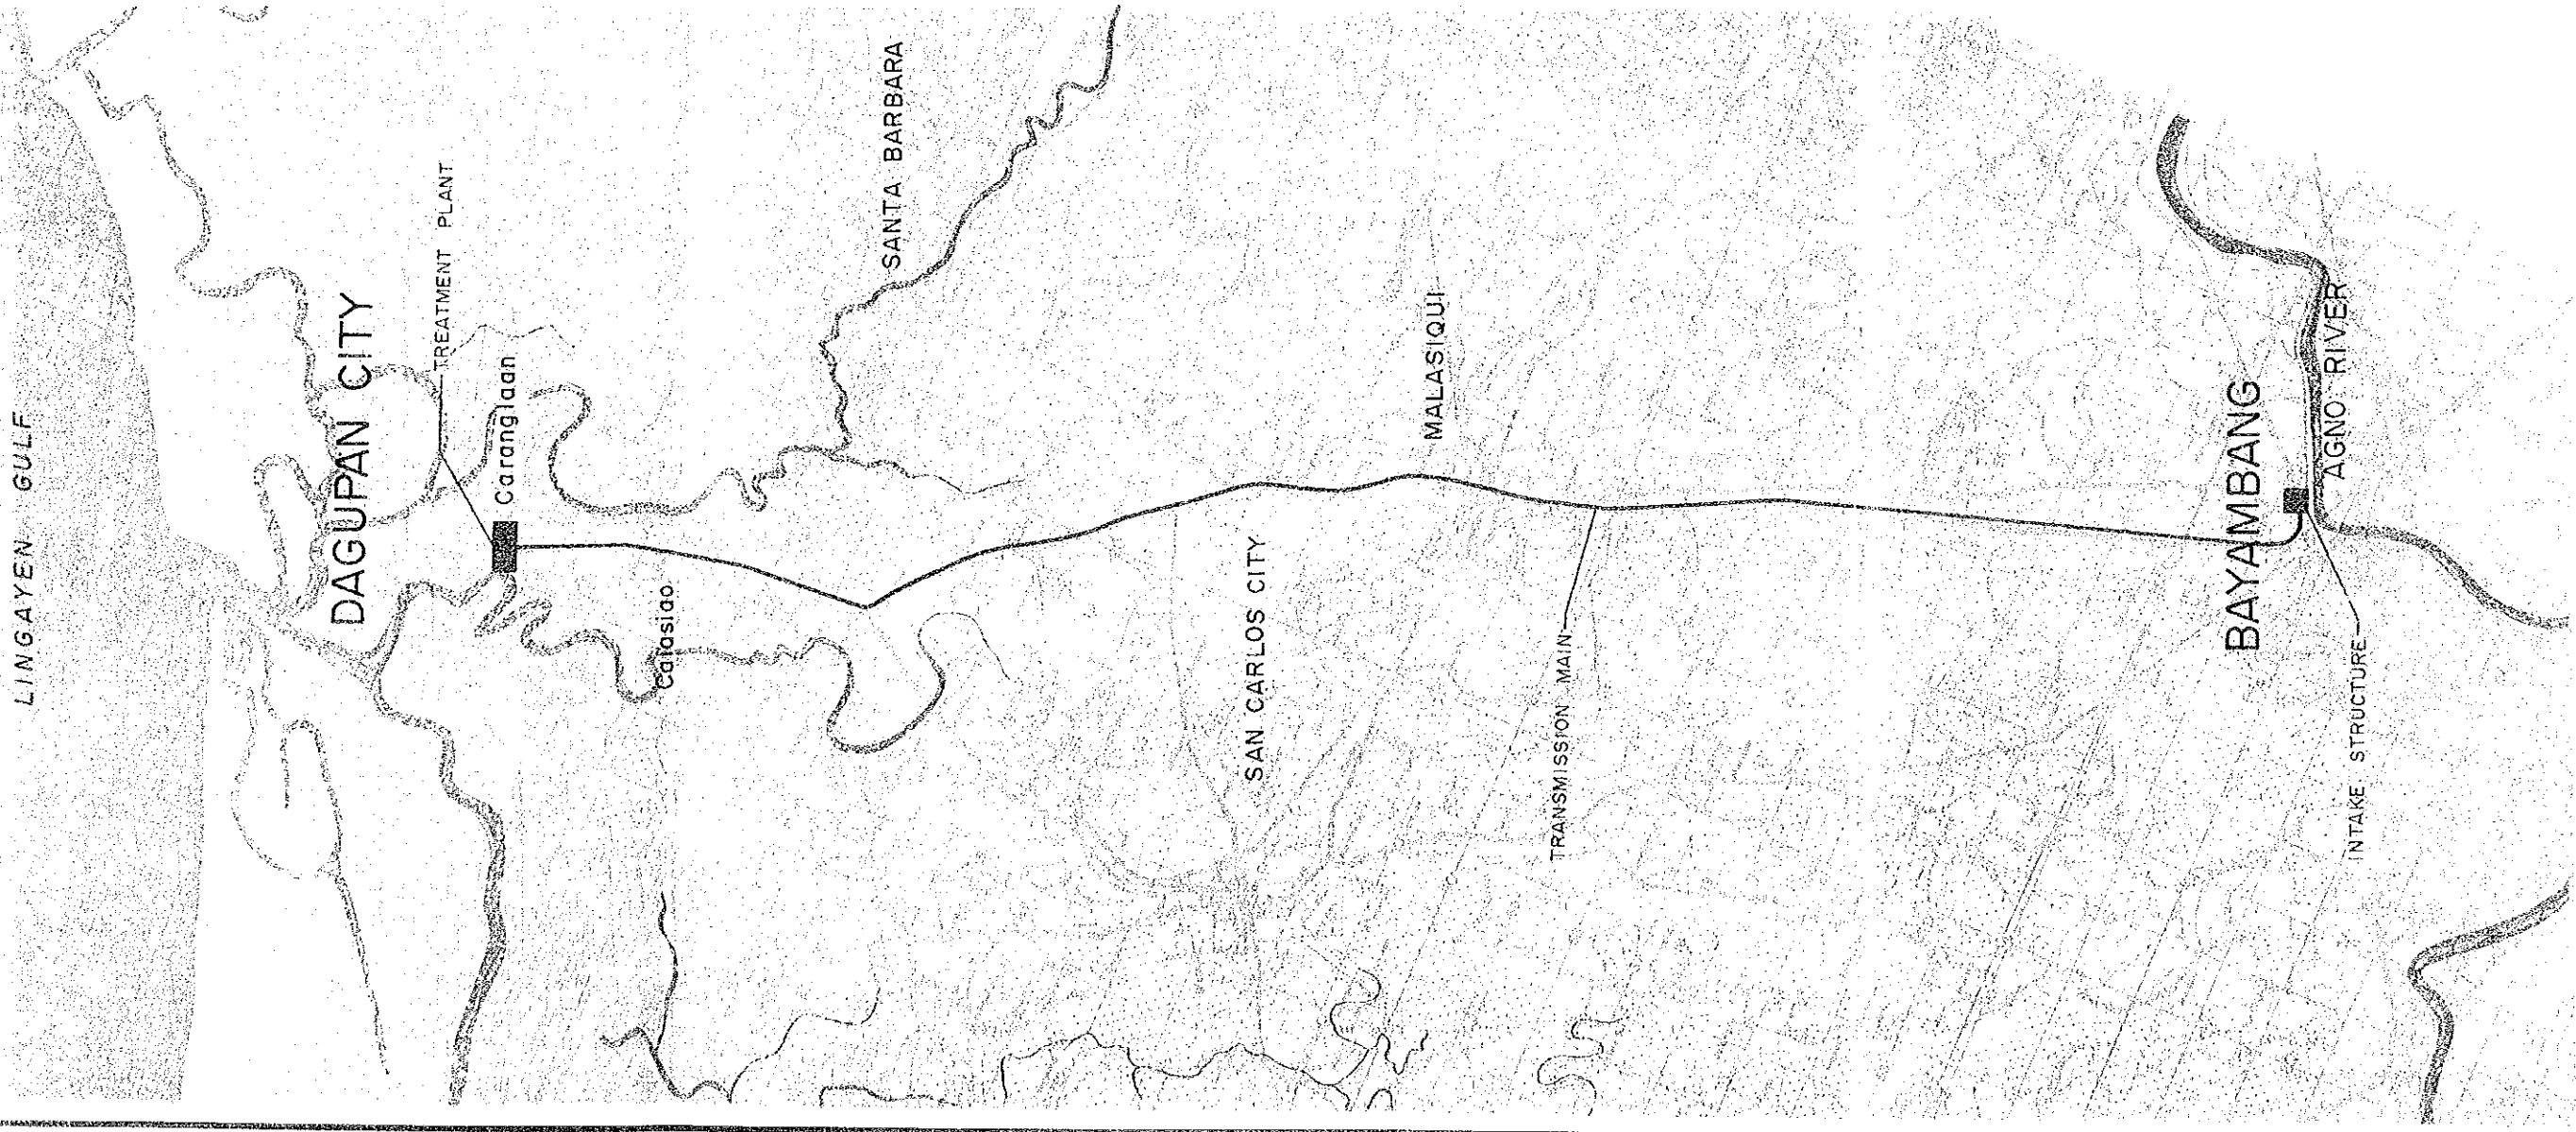 LINGAYEN GULF
DAGUPAN CITY
TREATMENT PLANT
Caranglaan
Calasiao
SANTA BARBARA
SAN CARLOS CITY
MALASIQUI
TRANSMISSION MAIN
BAYAMBANG
AGNO RIVER
INTAKE STRUCTURE